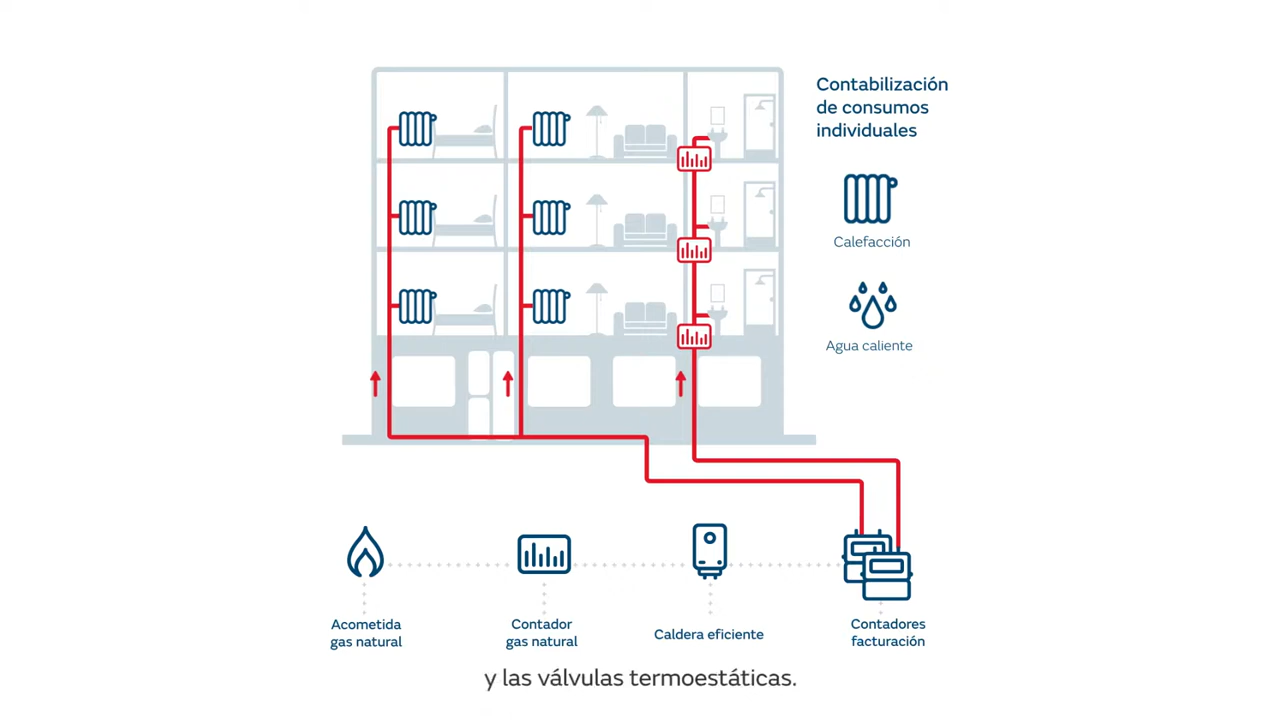 Contabilización
de consumos
individuales
Calefacción
Agua caliente
Acometida
gas natural
Contador
gas natural
Caldera eficiente
Contadores
facturación
y las válvulas termoestáticas.